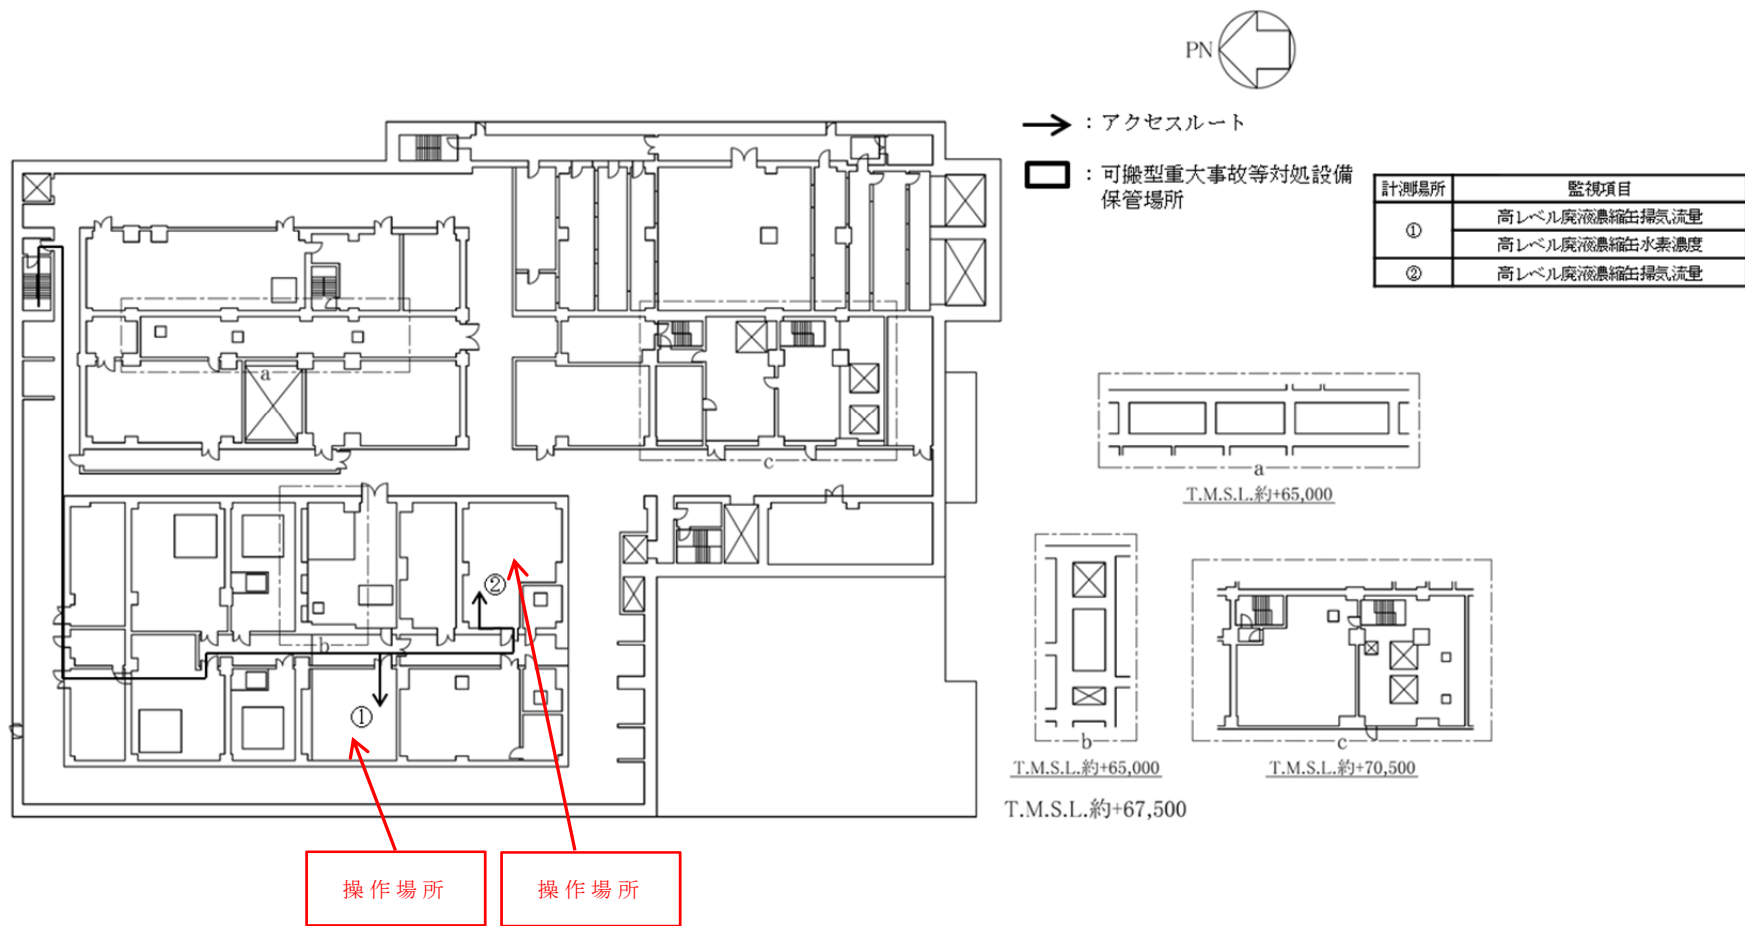 PN
：アクセスルート
：可搬型重大事故等対処設備
保管場所
計測場所 監視項目
① 高レベル廃液濃縮缶掃気流量
高レベル廃液濃縮缶水素濃度
② 高レベル廃液濃縮缶掃気流量
a
c
b
②
①
a
T.M.S.L.約+65,000
b
T.M.S.L.約+65,000
c
T.M.S.L.約+70,500
T.M.S.L.約+67,500
操作場所
操作場所